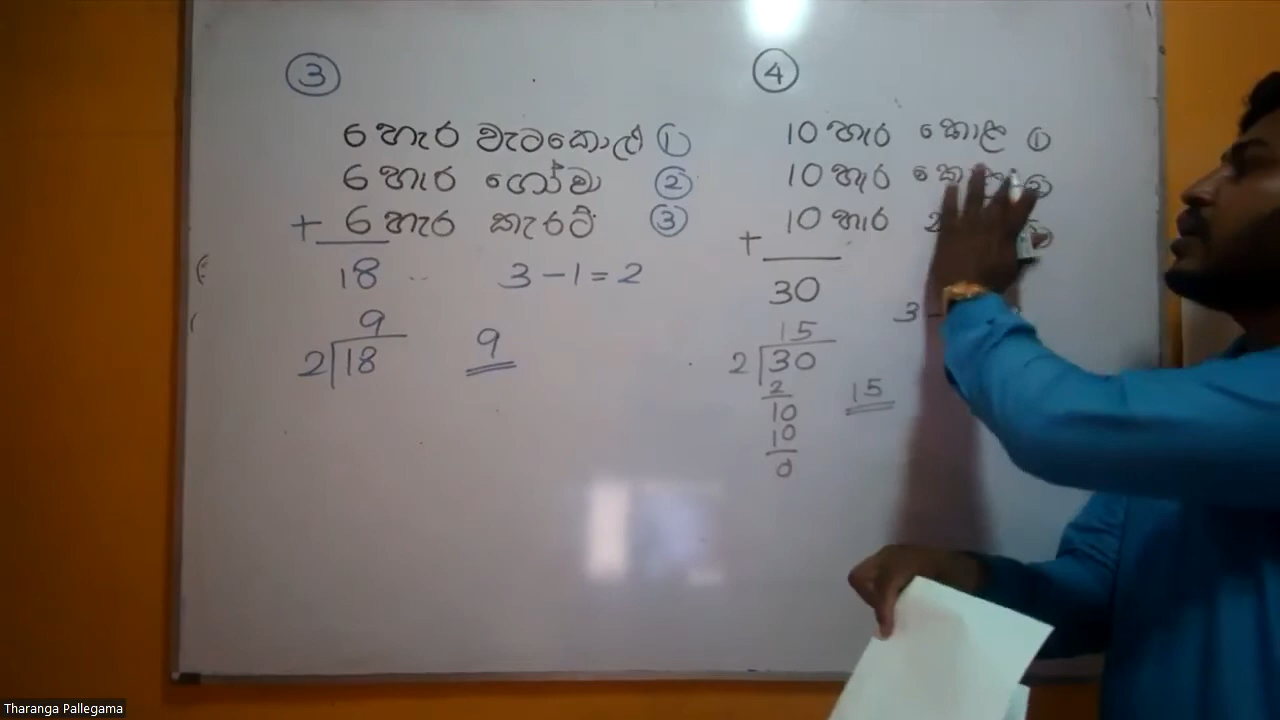 3
6 හැර වැටකොළු 1
6 හැර ගෝවා 2
+ 6 හැර කැරට් 3
18
3 - 1 = 2
9
2 18
9
4
10 හැර කොළ 1
10 හැර
+ 10 හැර
30
3 -
15
2 30
2
10
10
0
15
Tharanga Pallegama